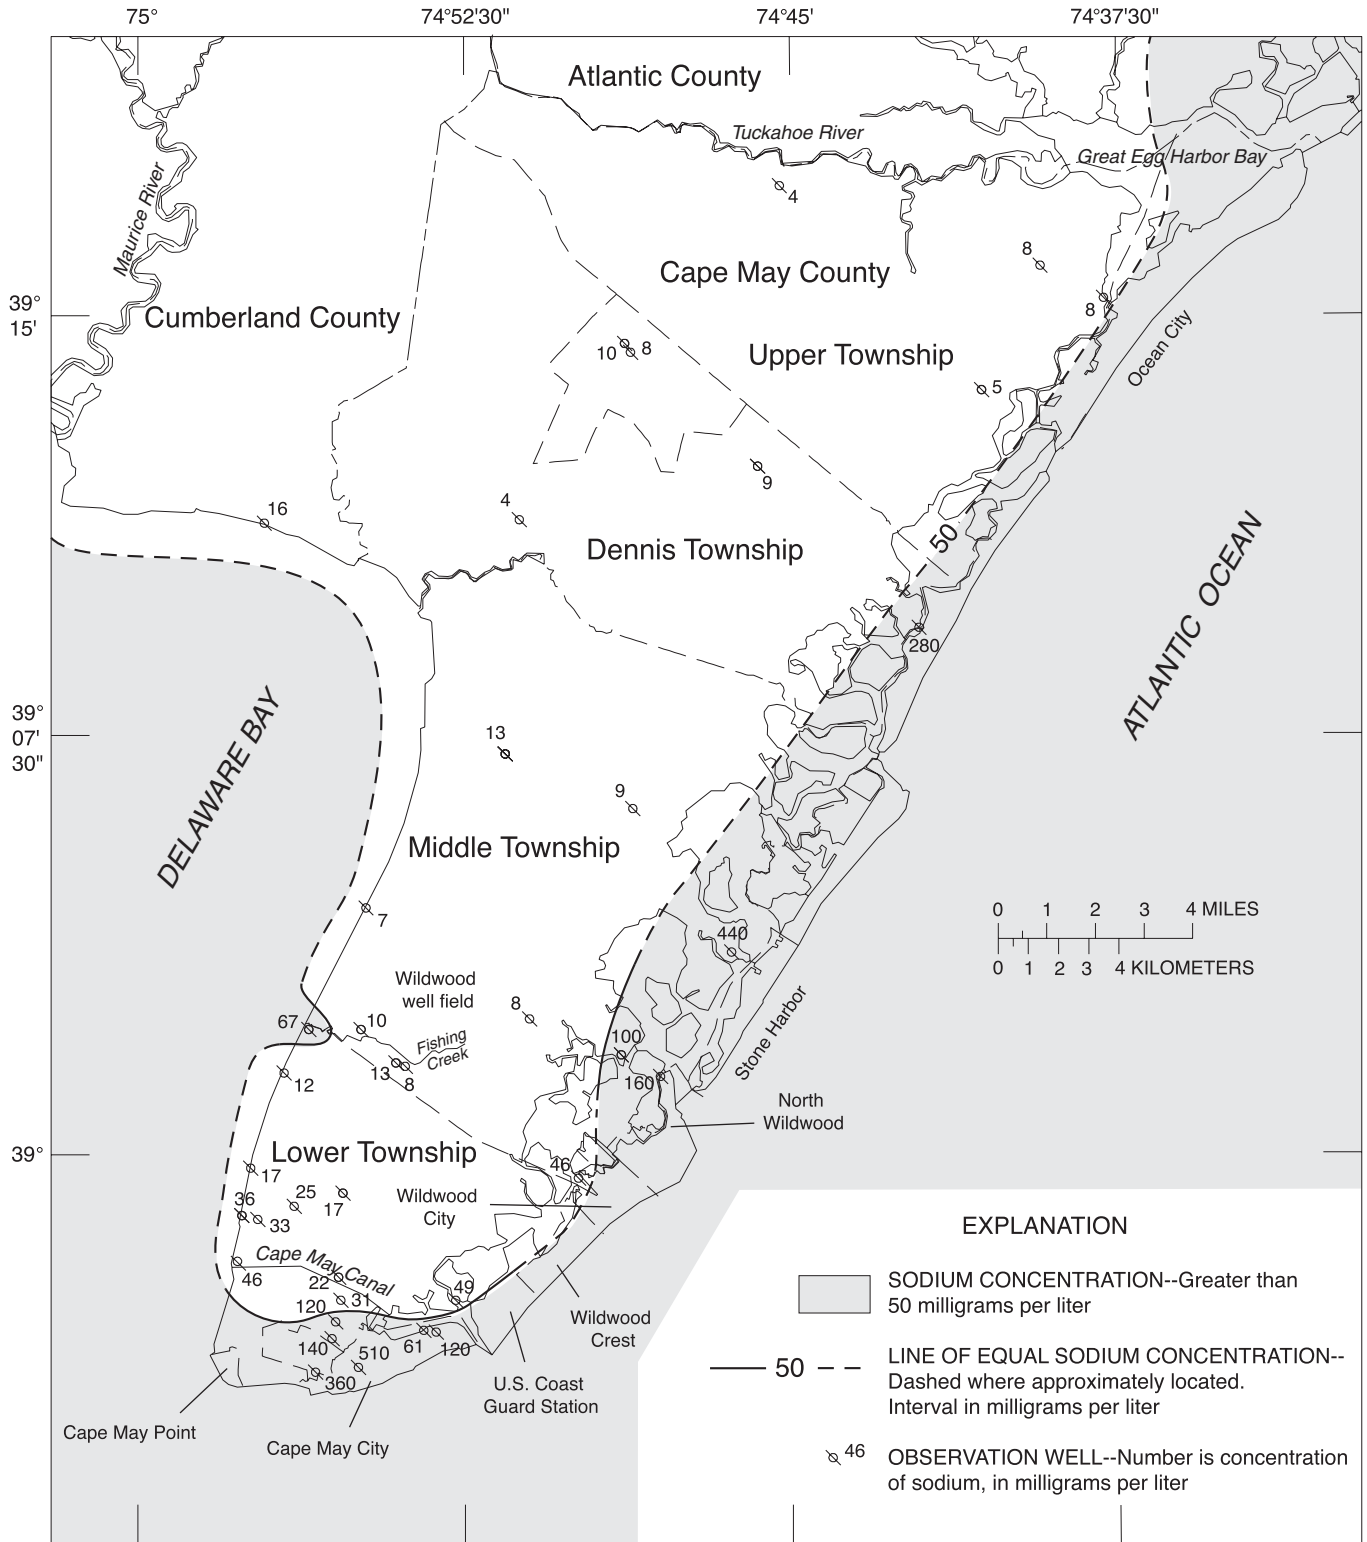 75° 74°52'30" 74°45' 74°37'30"
Atlantic County
Tuckahoe River
Great Egg Harbor Bay
Maurice River
4
8
Cape May County
39°
15'
Cumberland County
8
10 8
Upper Township
Ocean City
5
9
4
16
50
Dennis Township
ATLANTIC OCEAN
280
39°
07'
30"
DELAWARE BAY
13
9
Middle Township
7
0 1 2 3 4 MILES
0 1 2 3 4 KILOMETERS
440
Wildwood
well field
8
Stone Harbor
67
10
100
Fishing
Creek
13 8
12
160
North
Wildwood
39°
Lower Township
46
17
25
17
36
33
Wildwood
City
Cape May Canal
46
22
31
49
120
140
510
61
120
360
Wildwood
Crest
U.S. Coast
Guard Station
Cape May Point
Cape May City
EXPLANATION
SODIUM CONCENTRATION--Greater than
50 milligrams per liter
50
LINE OF EQUAL SODIUM CONCENTRATION--
Dashed where approximately located.
Interval in milligrams per liter
46
OBSERVATION WELL--Number is concentration
of sodium, in milligrams per liter